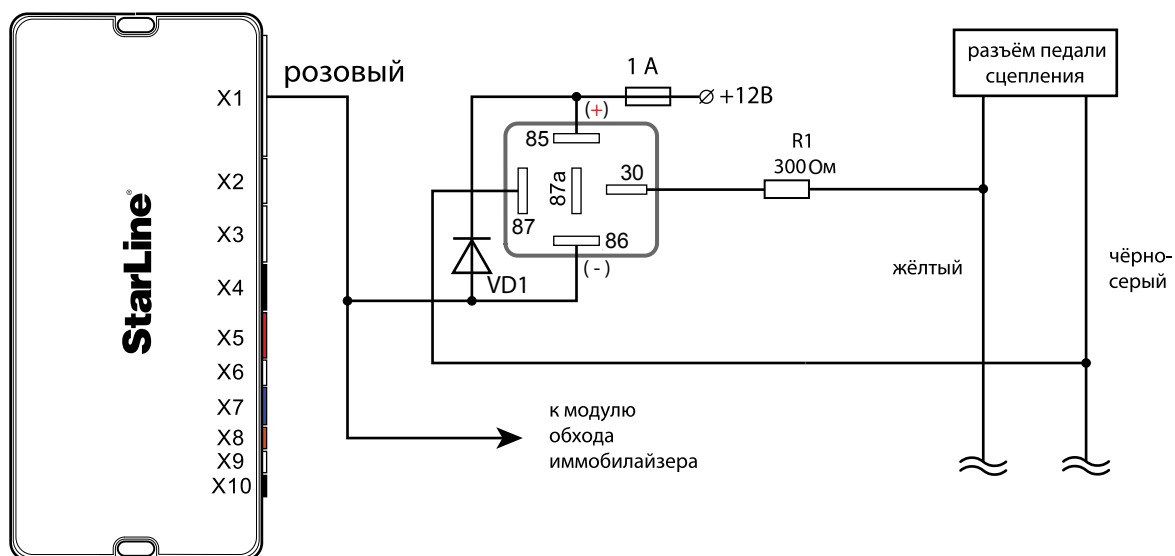 StarLine®
X1
X2
X3
X4
X5
X6
X7
X8
X9
X10
розовый
1 А
+12В
(+)
85
87a
30
87
86
(-)
VD1
R1
300 Ом
разъём педали
сцепления
жёлтый
чёрно-
серый
к модулю
обхода
иммобилайзера